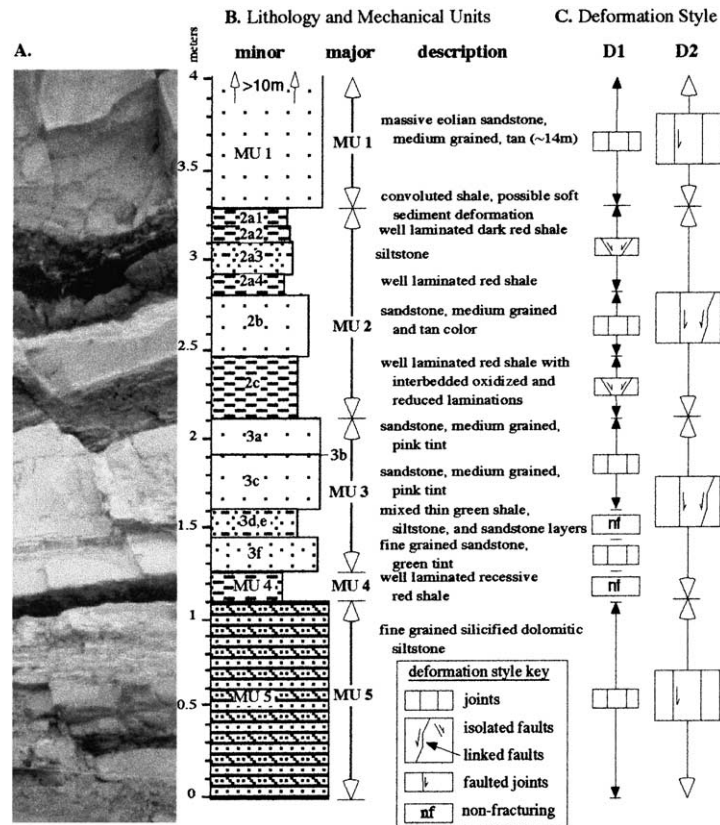 B. Lithology and Mechanical Units
C. Deformation Style
A.
meters
minor
major
description
D1
D2
4
>10m
massive eolian sandstone,
medium grained, tan (~14m)
MU 1
MU 1
3.5
convoluted shale, possible soft
sediment deformation
2a1
2a2
well laminated dark red shale
3
2a3
siltstone
2a4
well laminated red shale
2b
sandstone, medium grained
and tan color
MU 2
2.5
2c
well laminated red shale with
interbedded oxidized and
reduced laminations
2
3a
sandstone, medium grained,
pink tint
3b
3c
MU 3
sandstone, medium grained,
pink tint
1.5
3d,e
mixed thin green shale,
siltstone, and sandstone layers
nf
3f
fine grained sandstone,
green tint
MU 4
MU 4
well laminated recessive
red shale
nf
1
fine grained silicified dolomitic
siltstone
MU 5
MU 5
0.5
0
deformation style key
joints
isolated faults
linked faults
faulted joints
nf
non-fracturing